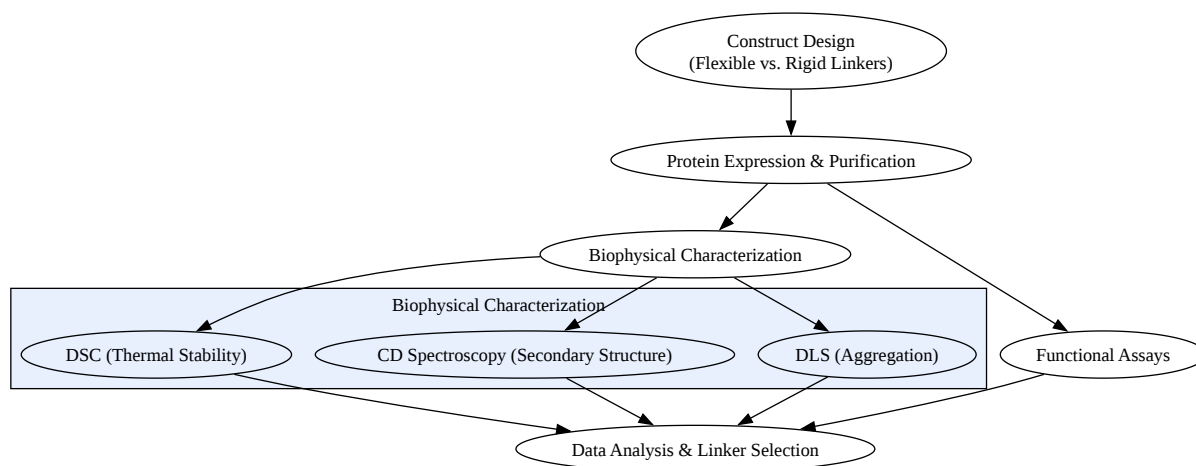 Construct Design
(Flexible vs. Rigid Linkers)
Protein Expression & Purification
Biophysical Characterization
Biophysical Characterization
DSC (Thermal Stability)
CD Spectroscopy (Secondary Structure)
DLS (Aggregation)
Functional Assays
Data Analysis & Linker Selection